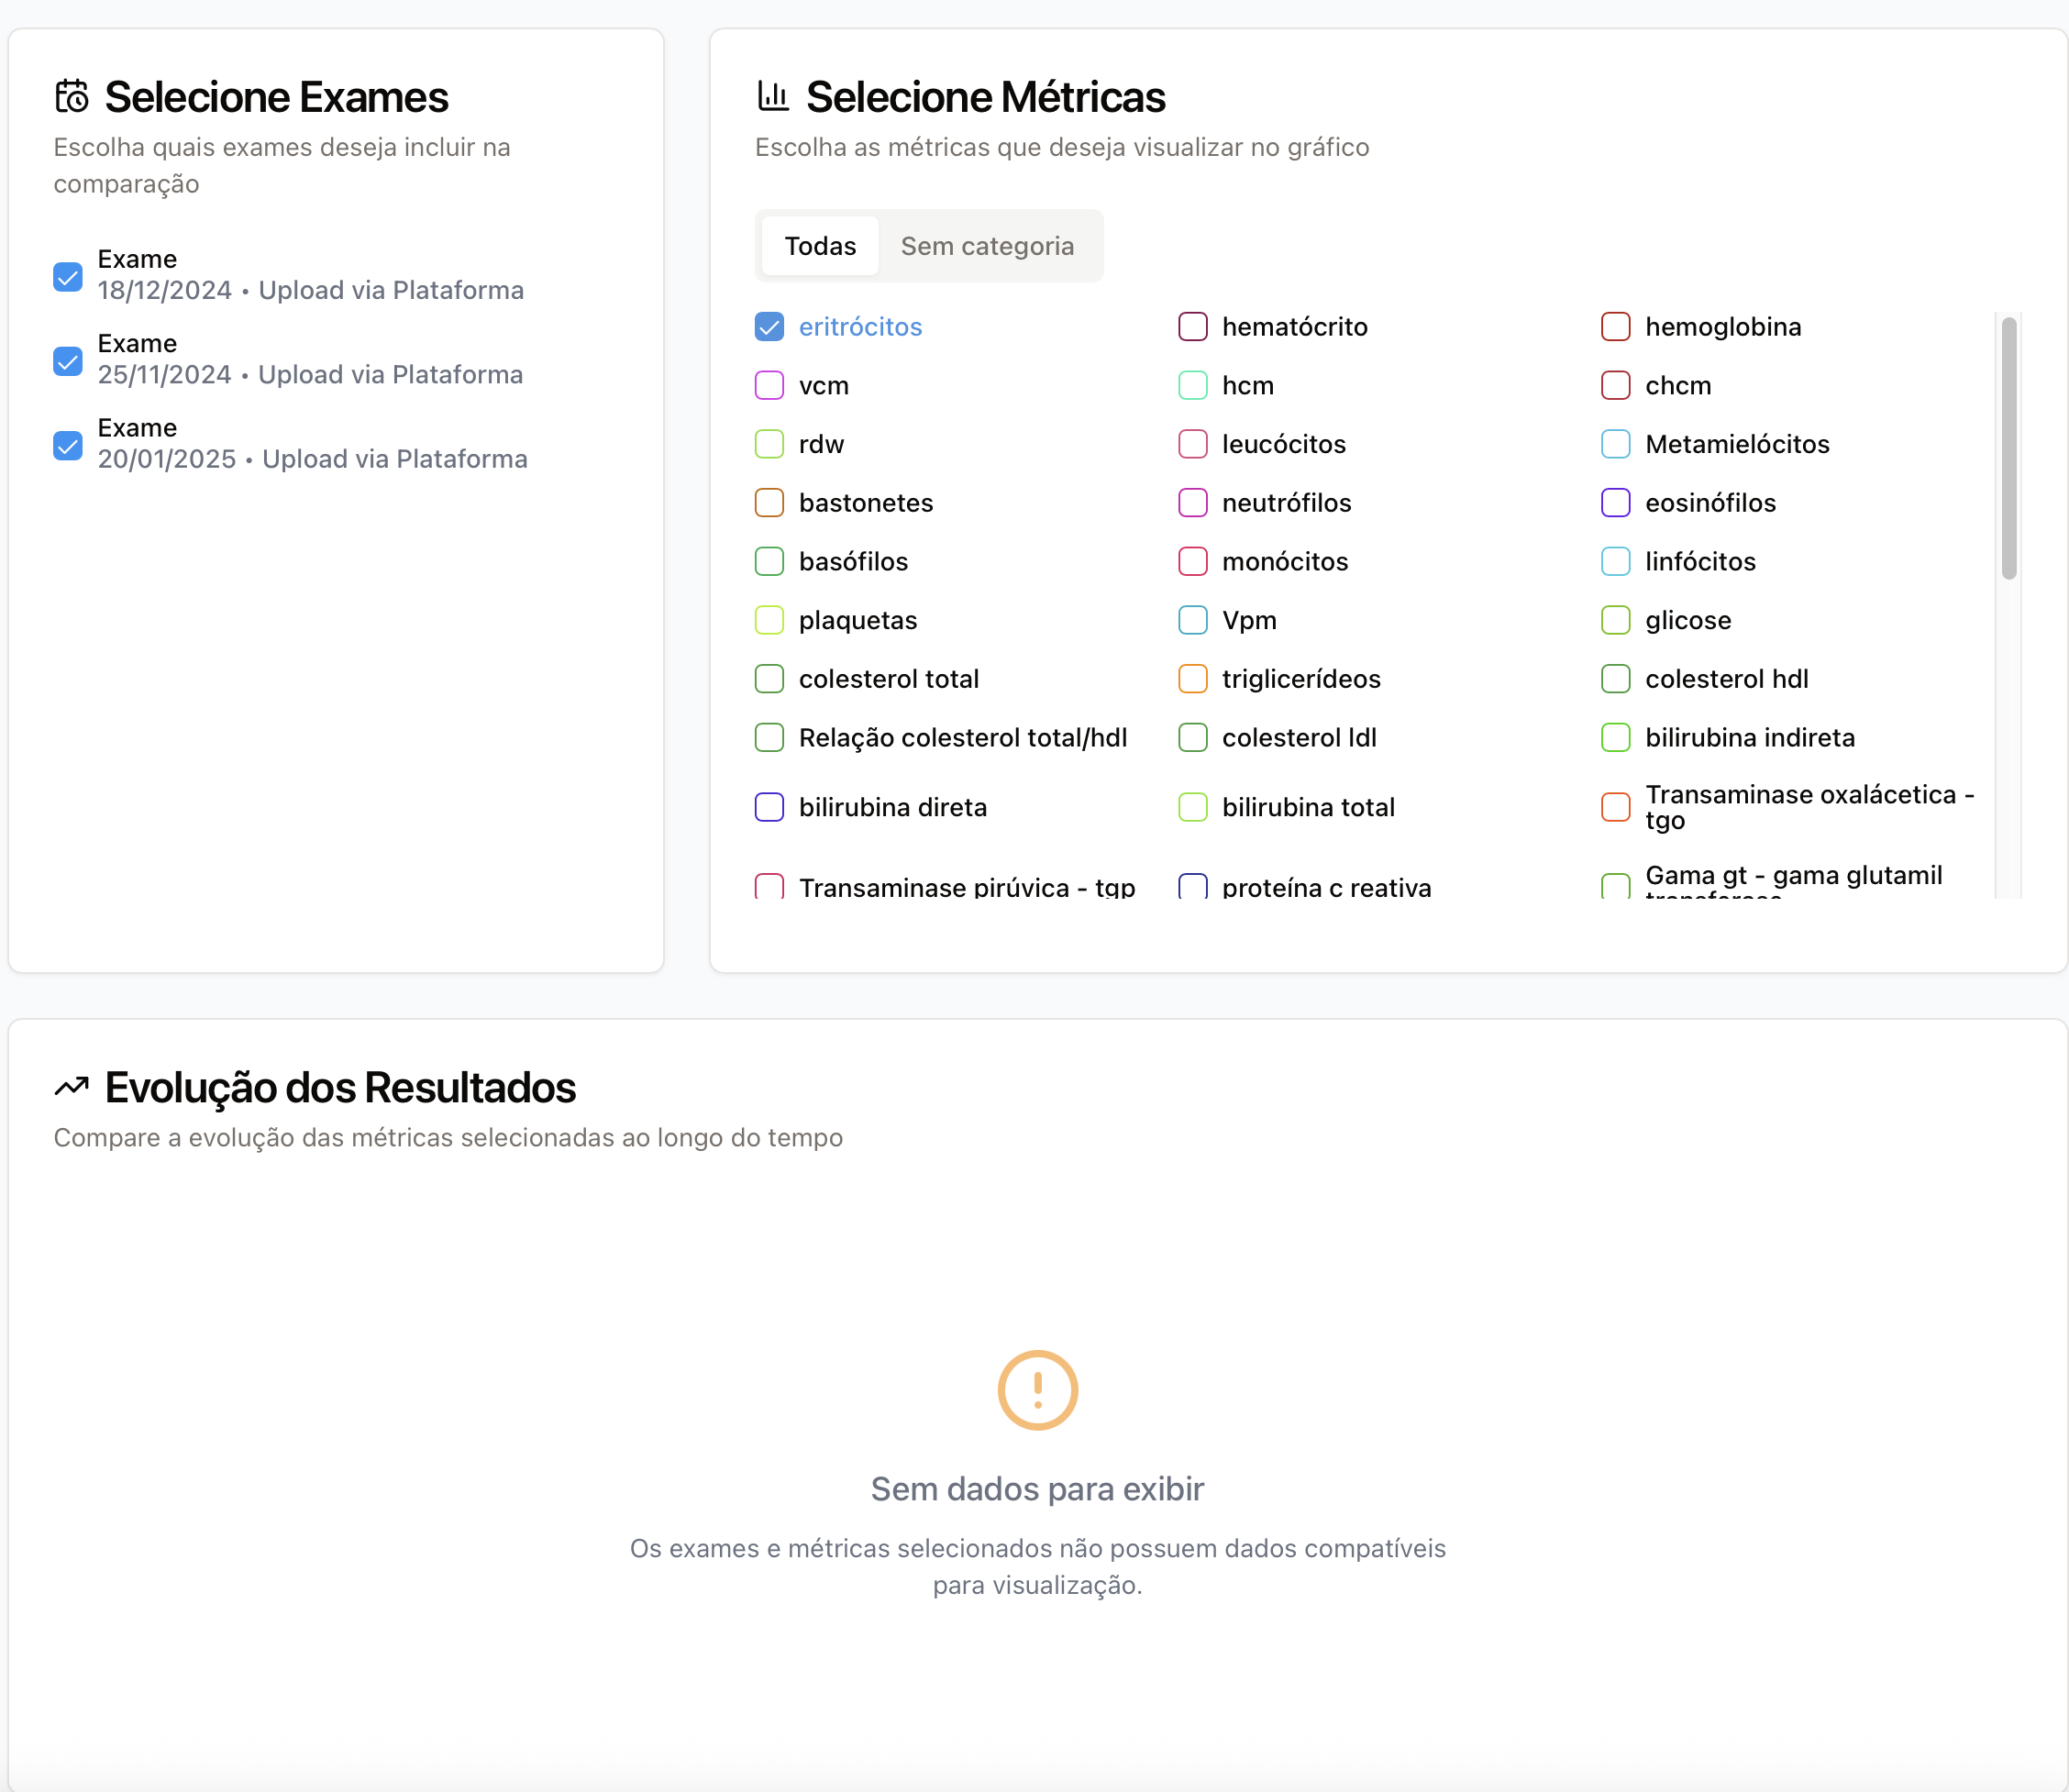 Selecione Exames
Escolha quais exames deseja incluir na
comparação
Exame
18/12/2024 • Upload via Plataforma
Exame
25/11/2024 • Upload via Plataforma
Exame
20/01/2025 • Upload via Plataforma
Selecione Métricas
Escolha as métricas que deseja visualizar no gráfico
Todas Sem categoria
eritrócitos hematócrito hemoglobina
vcm hcm chcm
rdw leucócitos Metamielócitos
bastonetes neutrófilos eosinófilos
basófilos monócitos linfócitos
plaquetas Vpm glicose
colesterol total triglicerídeos colesterol hdl
Relação colesterol total/hdl colesterol ldl bilirubina indireta
bilirubina direta bilirubina total Transaminase oxalácetica -
tgo
Transaminase pirúvica - tgp proteína c reativa Gama gt - gama glutamil
transferase
Evolução dos Resultados
Compare a evolução das métricas selecionadas ao longo do tempo
Sem dados para exibir
Os exames e métricas selecionados não possuem dados compatíveis
para visualização.